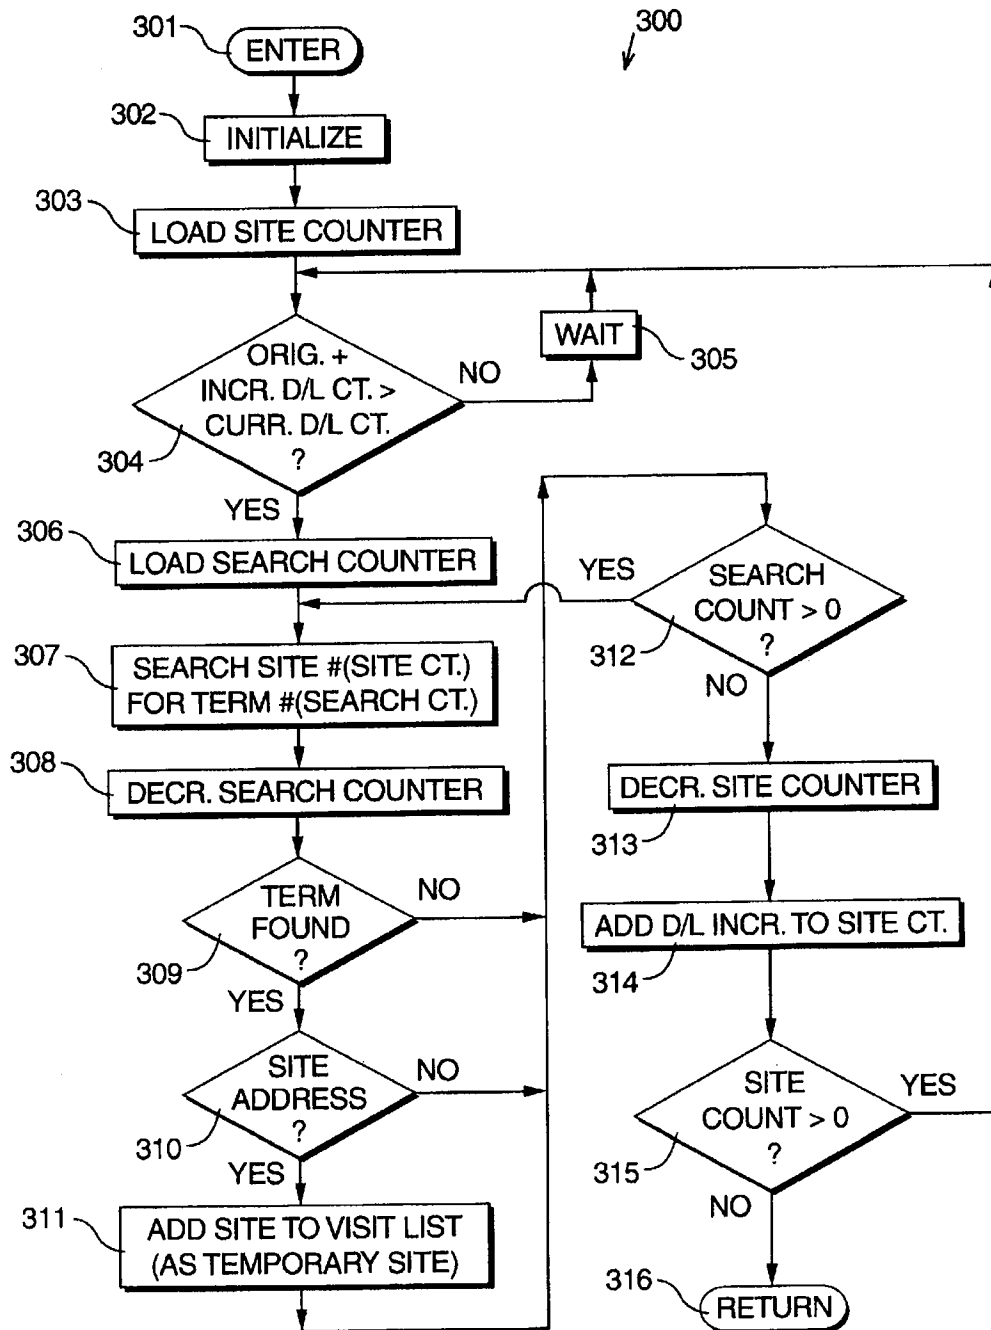 300
301
ENTER
302
INITIALIZE
303
LOAD SITE COUNTER
ORIG. +
INCR. D/L CT. >
CURR. D/L CT.
?
304
NO
WAIT
305
YES
306
LOAD SEARCH COUNTER
307
SEARCH SITE #(SITE CT.)
FOR TERM #(SEARCH CT.)
308
DECR. SEARCH COUNTER
TERM
FOUND
?
309
NO
YES
SITE
ADDRESS
?
310
NO
YES
311
ADD SITE TO VISIT LIST
(AS TEMPORARY SITE)
SEARCH
COUNT > 0
?
312
YES
NO
DECR. SITE COUNTER
313
ADD D/L INCR. TO SITE CT.
314
SITE
COUNT > 0
?
315
YES
NO
316
RETURN